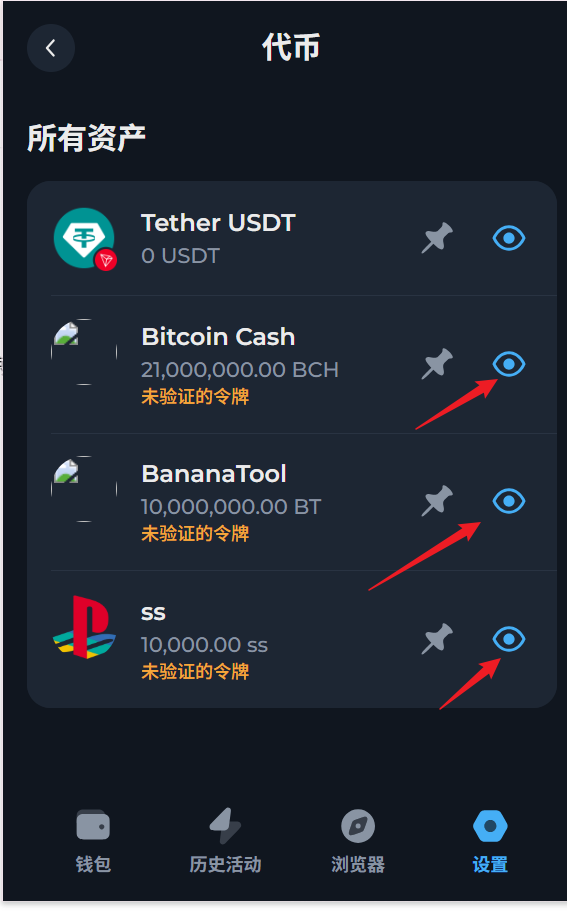 代币
所有资产
Tether USDT
0 USDT
Bitcoin Cash
21,000,000.00 BCH
未验证的令牌
BananaTool
10,000,000.00 BT
未验证的令牌
ss
10,000.00 ss
未验证的令牌
钱包
历史活动
浏览器
设置